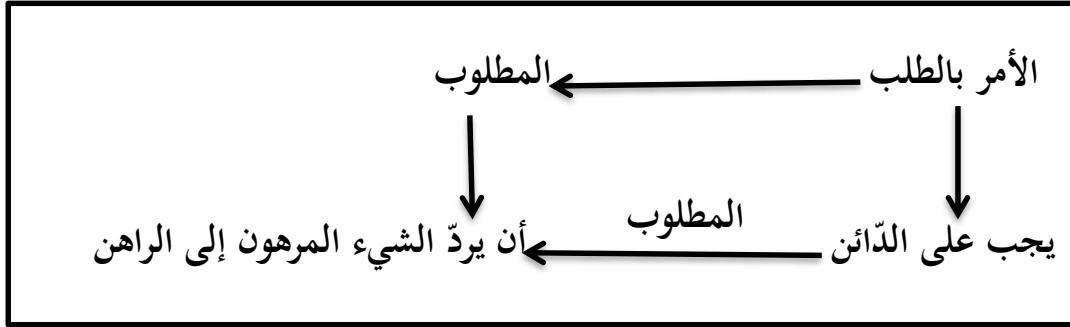 الأمر بالطلب المطلوب
المطلوب
يجب على الدّائن أن يردّ الشيء المرهون إلى الراهن